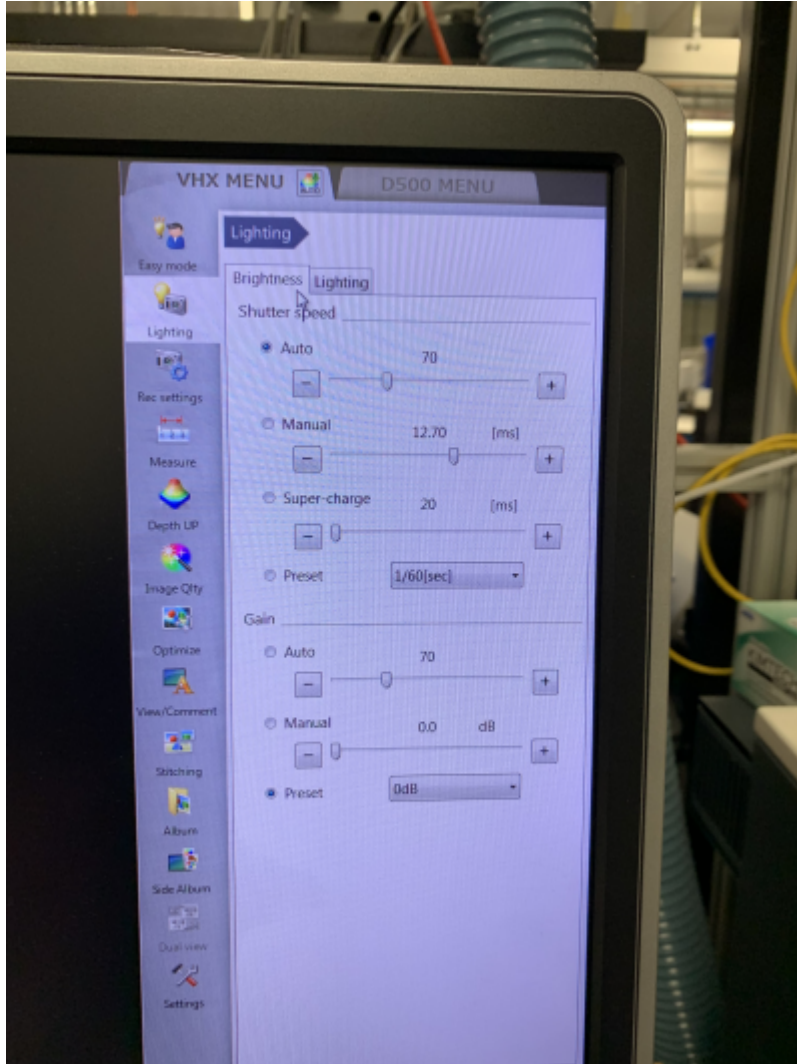 VHX MENU
D500 MENU
Easy mode
Lighting
Rec settings
Measure
Depth UP
Image Qlty
Optimize
View/Comment
Stitching
Album
Side Album
Dual view
Settings
Lighting
Brightness
Lighting
Shutter speed
Auto
70
−
+
Manual
12.70 [ms]
−
+
Super-charge
20 [ms]
−
+
Preset
1/60[sec]
Gain
Auto
70
−
+
Manual
0.0 dB
−
+
Preset
0dB